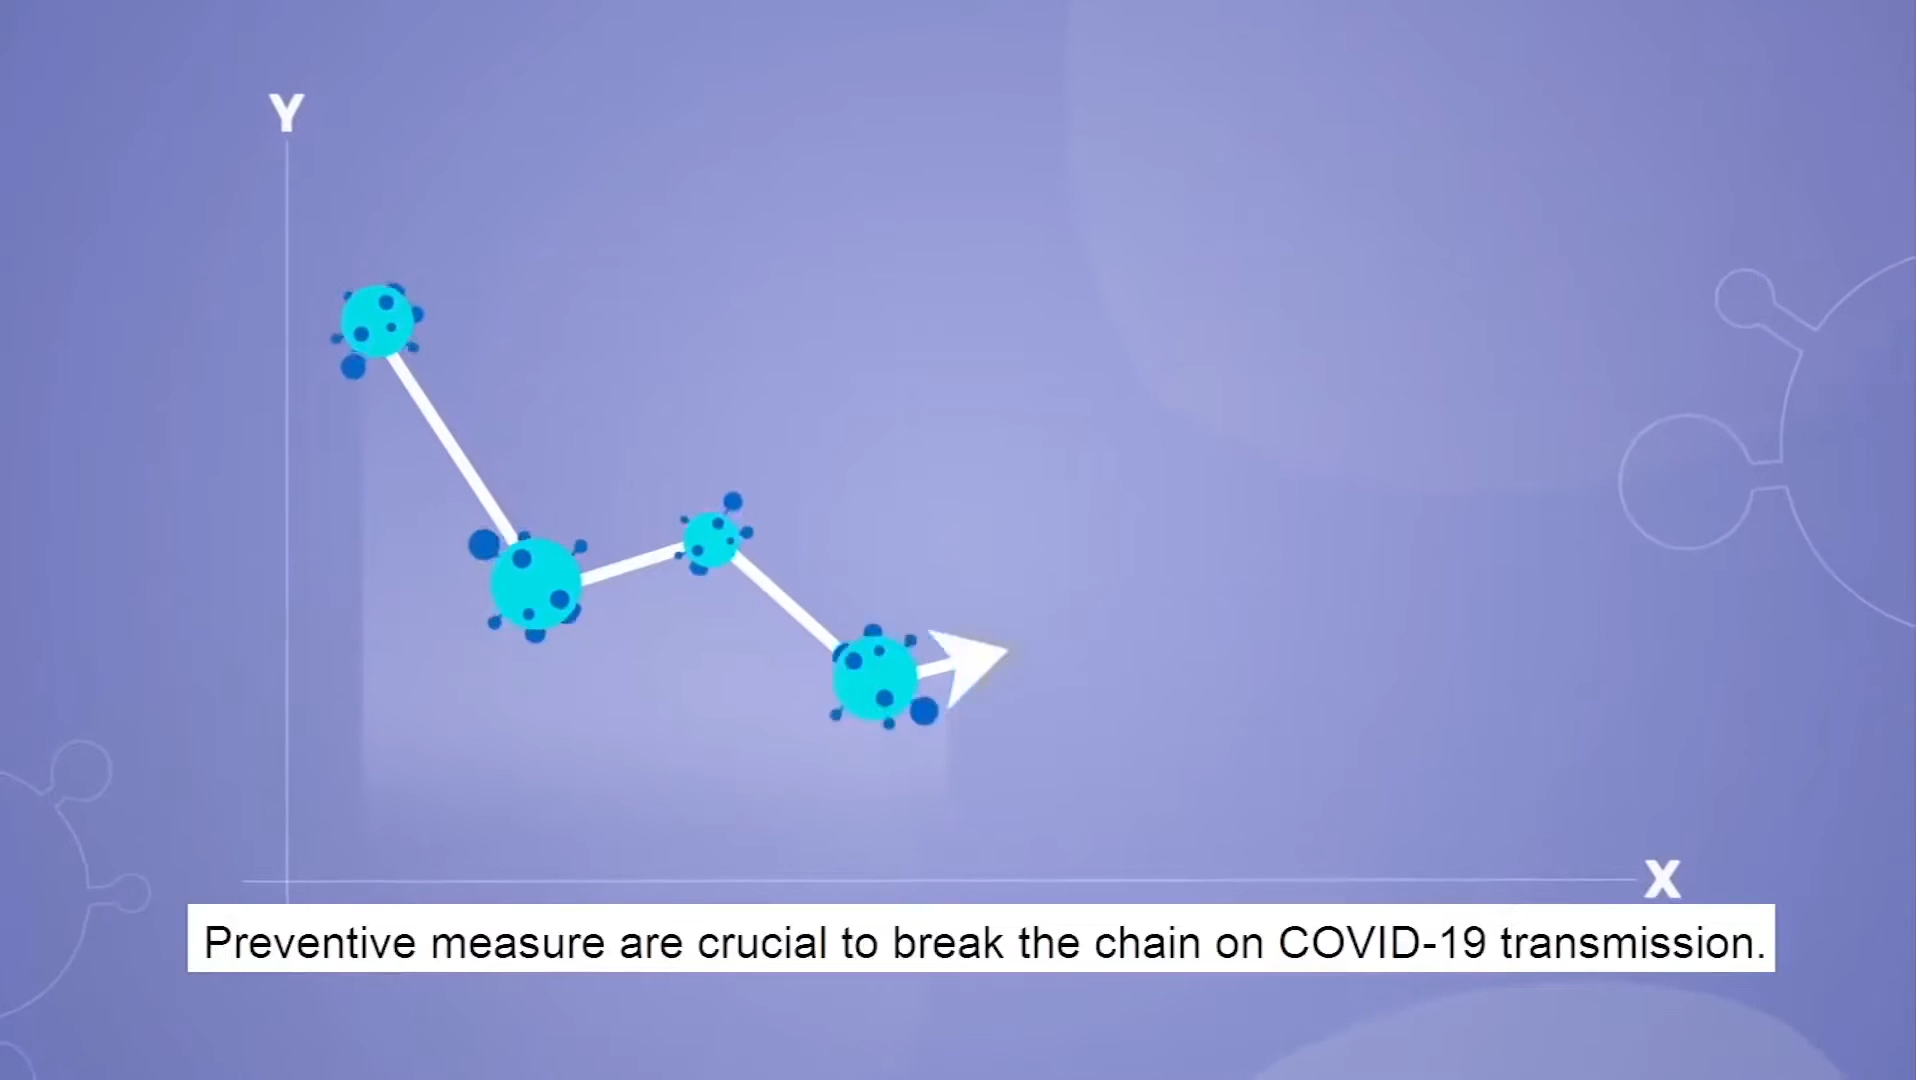 Y
X
Preventive measure are crucial to break the chain on COVID-19 transmission.